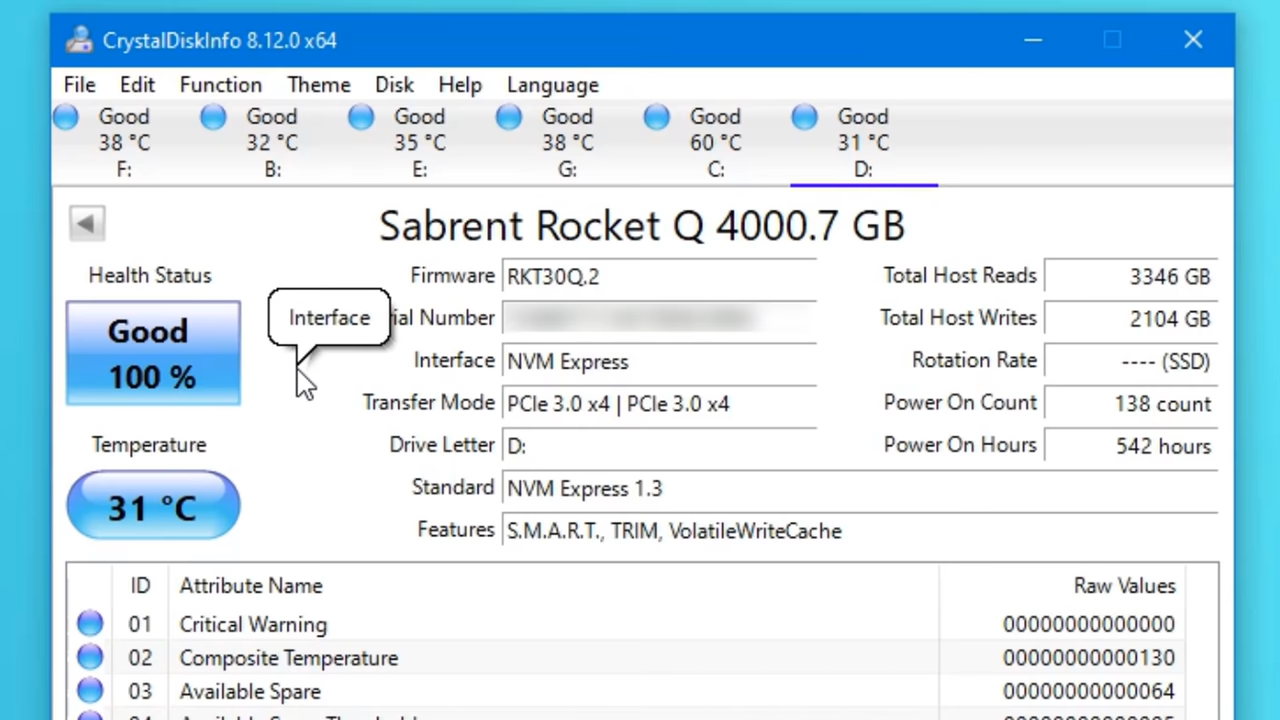 CrystalDiskInfo 8.12.0 x64
File Edit Function Theme Disk Help Language
Good Good Good Good Good Good
38 °C 32 °C 35 °C 38 °C 60 °C 31 °C
F: B: E: G: C: D:
Sabrent Rocket Q 4000.7 GB
Health Status
Good
100 %
Temperature
31 °C
Interface
Firmware RKT30Q.2
ial Number
Interface NVM Express
Transfer Mode PCIe 3.0 x4 | PCIe 3.0 x4
Drive Letter D:
Standard NVM Express 1.3
Features S.M.A.R.T., TRIM, VolatileWriteCache
Total Host Reads 3346 GB
Total Host Writes 2104 GB
Rotation Rate ---- (SSD)
Power On Count 138 count
Power On Hours 542 hours
ID Attribute Name Raw Values
01 Critical Warning 00000000000000
02 Composite Temperature 00000000000130
03 Available Spare 00000000000064